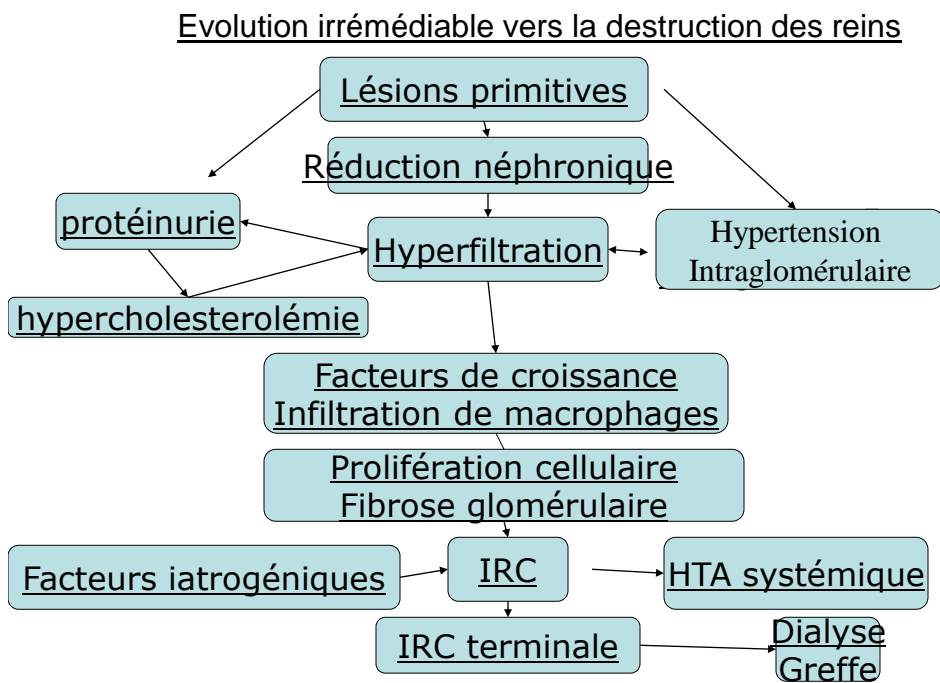 Evolution irrémédiable vers la destruction des reins
Lésions primitives
Réduction néphronique
protéinurie
Hyperfiltration
Hypertension
Intraglomérulaire
hypercholesterolémie
Facteurs de croissance
Infiltration de macrophages
Prolifération cellulaire
Fibrose glomérulaire
Facteurs iatrogéniques
IRC
HTA systémique
IRC terminale
Dialyse
Greffe